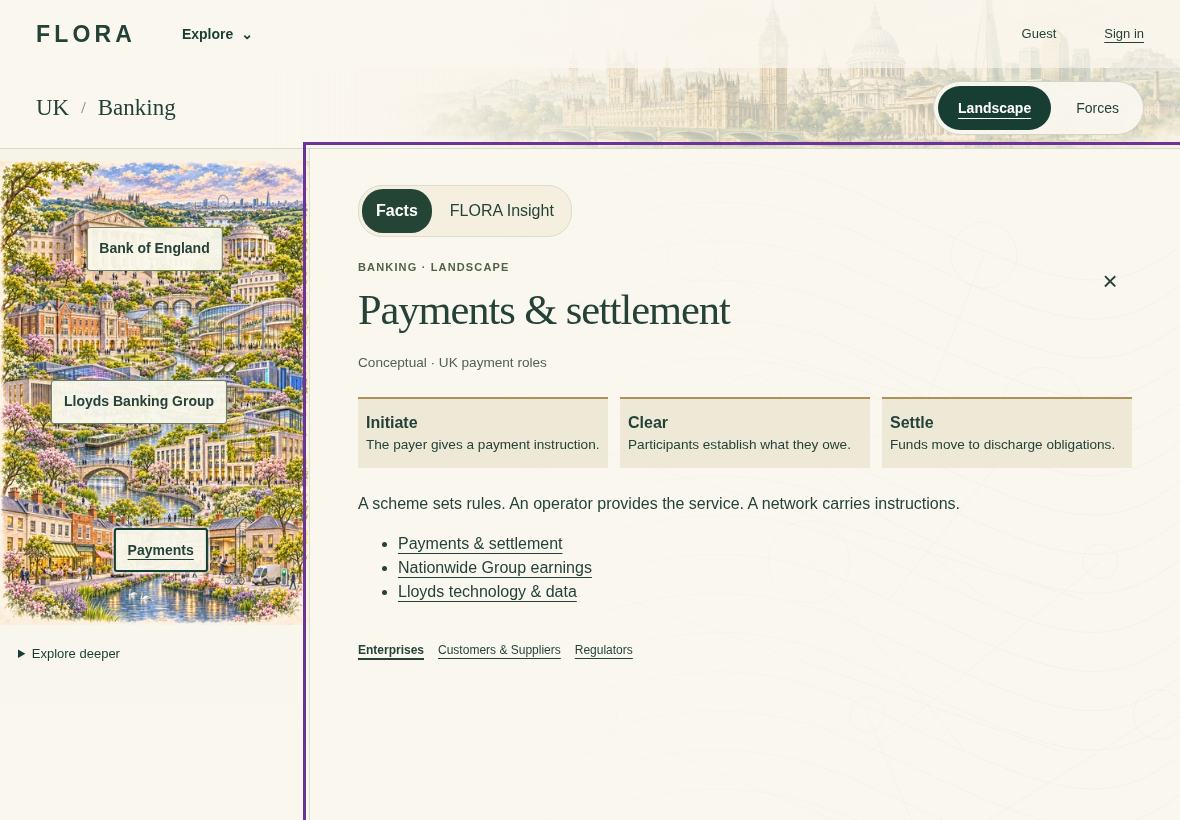 FLORA
Explore
Guest
Sign in
UK / Banking
Landscape
Forces
Bank of England
Lloyds Banking Group
Payments
Explore deeper
Facts
FLORA Insight
BANKING · LANDSCAPE
Payments & settlement
Conceptual · UK payment roles
Initiate
The payer gives a payment instruction.
Clear
Participants establish what they owe.
Settle
Funds move to discharge obligations.
A scheme sets rules. An operator provides the service. A network carries instructions.
Payments & settlement
Nationwide Group earnings
Lloyds technology & data
Enterprises Customers & Suppliers Regulators